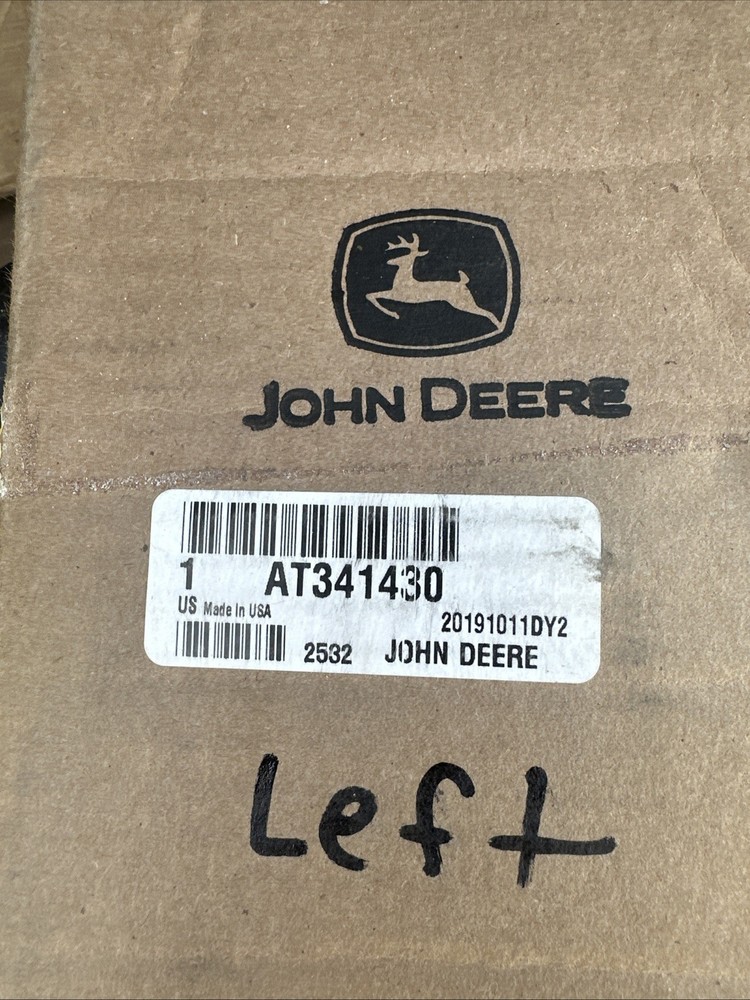 JOHN DEERE
1 AT341430
US Made In USA
20191011DY2
2532 JOHN DEERE
Left